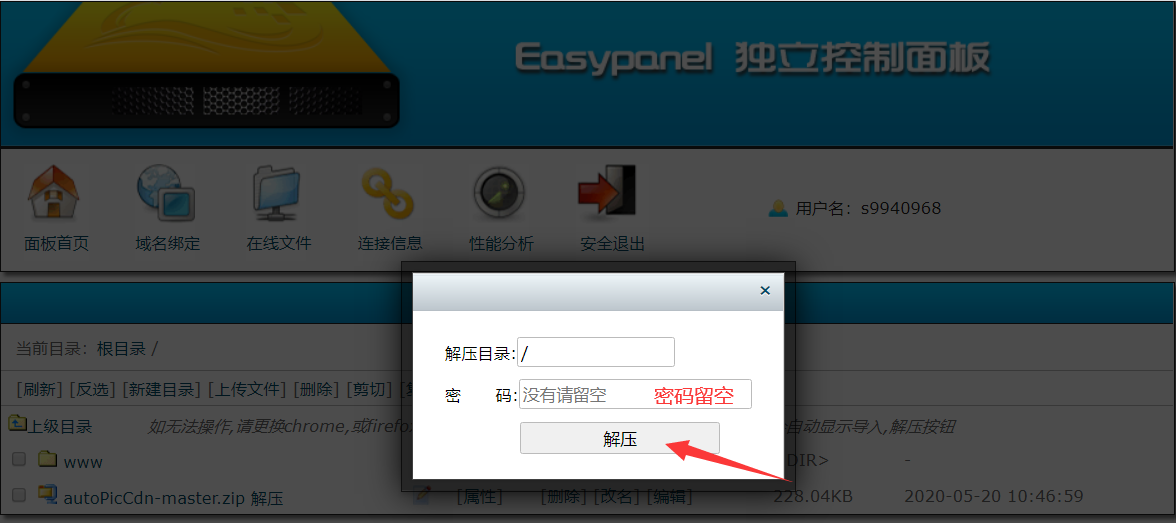 Easypanel 独立控制面板
面板首页 域名绑定 在线文件 连接信息 性能分析 安全退出 用户名：s9940968
×
当前目录：根目录 /
解压目录: /
[刷新] [反选] [新建目录] [上传文件] [删除] [剪切]
密 码: 没有请留空 密码留空
上级目录 如无法操作,请更换chrome,或firefo 自动显示导入,解压按钮
解压
www DIR> -
autoPicCdn-master.zip 解压 [属性] [删除] [改名] [编辑] 228.04KB 2020-05-20 10:46:59